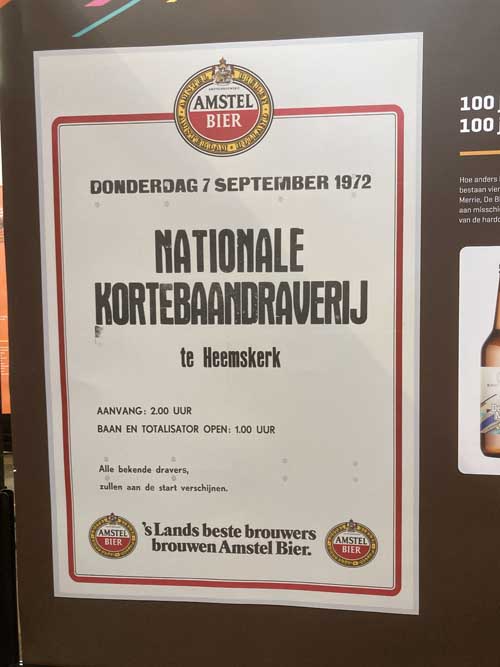 AMSTEL
BIER
DONDERDAG 7 SEPTEMBER 1972
NATIONALE
KORTEBAANDRAVERIJ
te Heemskerk
AANVANG: 2.00 UUR
BAAN EN TOTALISATOR OPEN: 1.00 UUR
Alle bekende dravers,
zullen aan de start verschijnen.
AMSTEL
BIER
's Lands beste brouwers
brouwen Amstel Bier.
AMSTEL
BIER
100
100
Hoe anders
bestaan vier
Merrie, De
aan misschi
van de hard